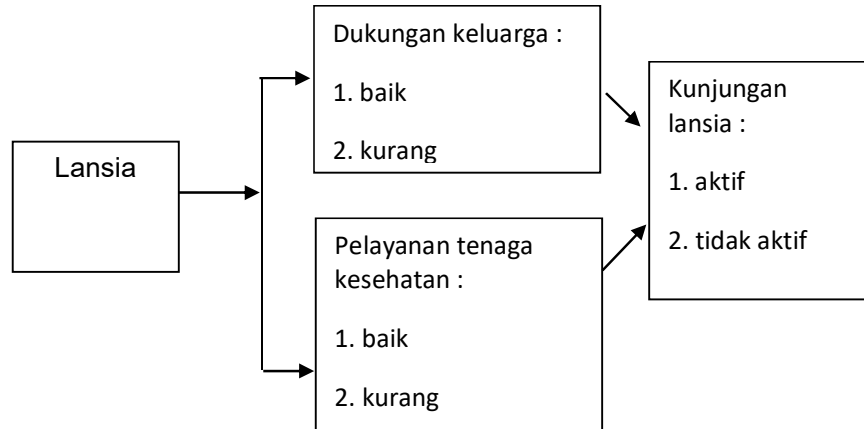 Lansia
Dukungan keluarga :
1. baik
2. kurang
Pelayanan tenaga
kesehatan :
1. baik
2. kurang
Kunjungan
lansia :
1. aktif
2. tidak aktif